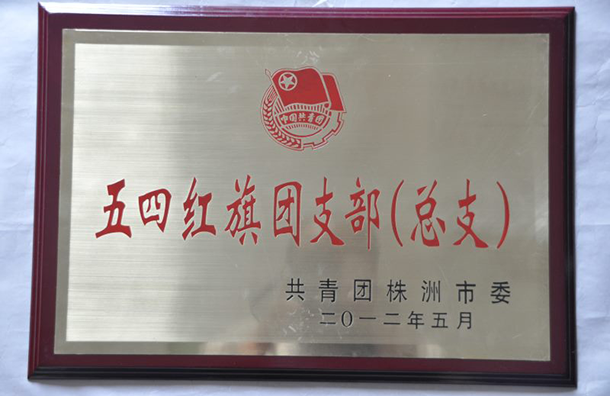 中国共青团
五四红旗团支部(总支)
共青团株洲市委
二〇一二年五月